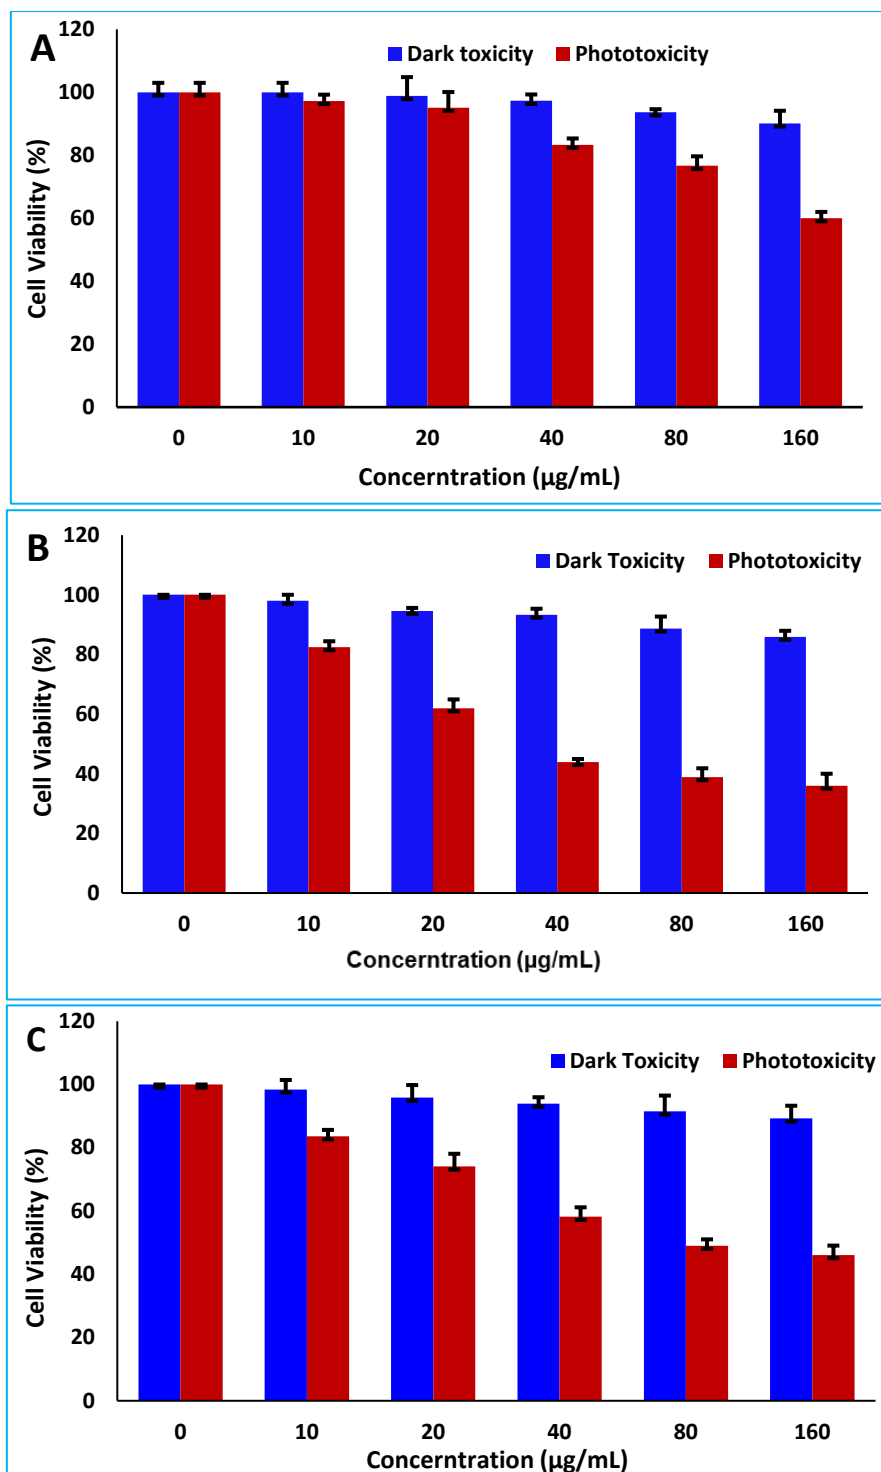 A
120
Dark toxicity Phototoxicity
100
80
60
40
20
0
Cell Viability (%)
0 10 20 40 80 160
Concerntration (µg/mL)
B
120
Dark Toxicity Phototoxicity
100
80
60
40
20
0
Cell Viability (%)
0 10 20 40 80 160
Concerntration (µg/mL)
C
120
Dark Toxicity Phototoxicity
100
80
60
40
20
0
Cell Viability (%)
0 10 20 40 80 160
Concerntration (µg/mL)